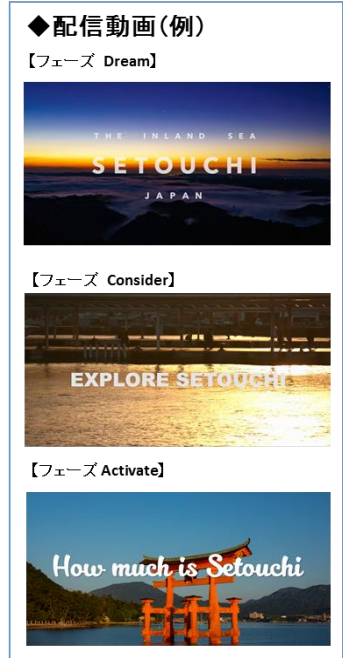 ◆配信動画(例)
【フェーズ Dream】
THE INLAND SEA
SETOUCHI
JAPAN
【フェーズ Consider】
EXPLORE SETOUCHI
【フェーズ Activate】
How much is Setouchi